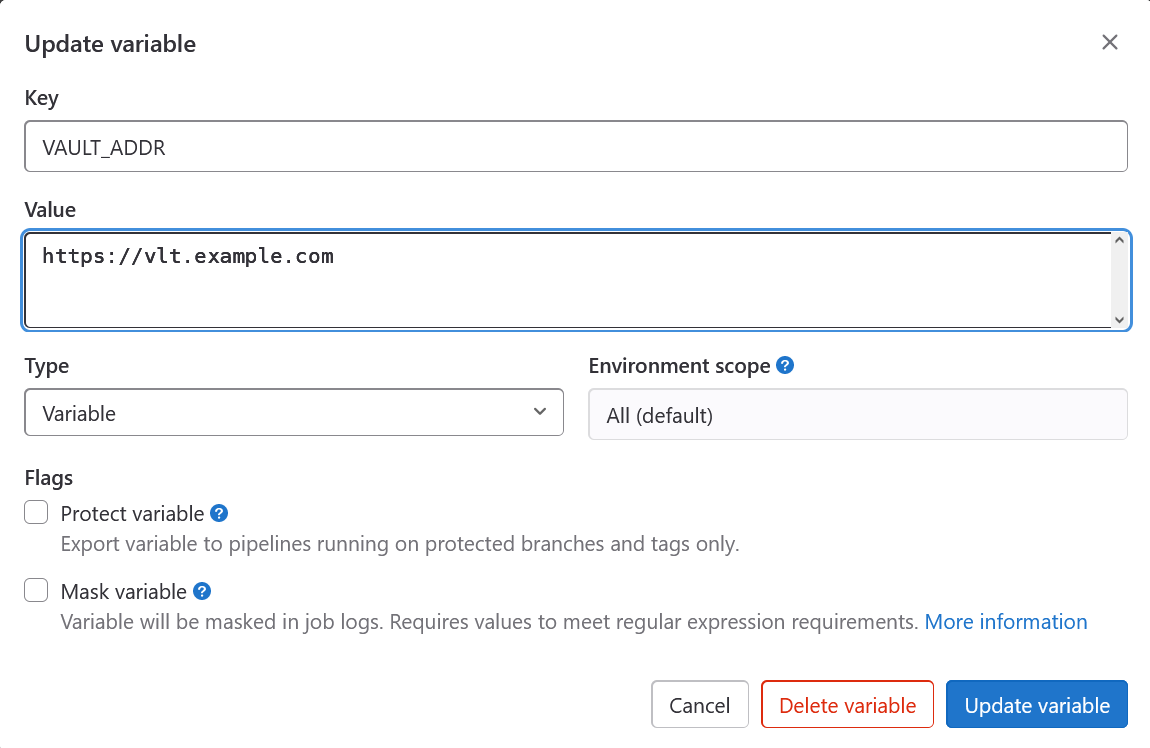 Update variable
Key
VAULT_ADDR
Value
https://vlt.example.com
Type
Environment scope ?
Variable
All (default)
Flags
Protect variable ?
Export variable to pipelines running on protected branches and tags only.
Mask variable ?
Variable will be masked in job logs. Requires values to meet regular expression requirements. More information
Cancel
Delete variable
Update variable